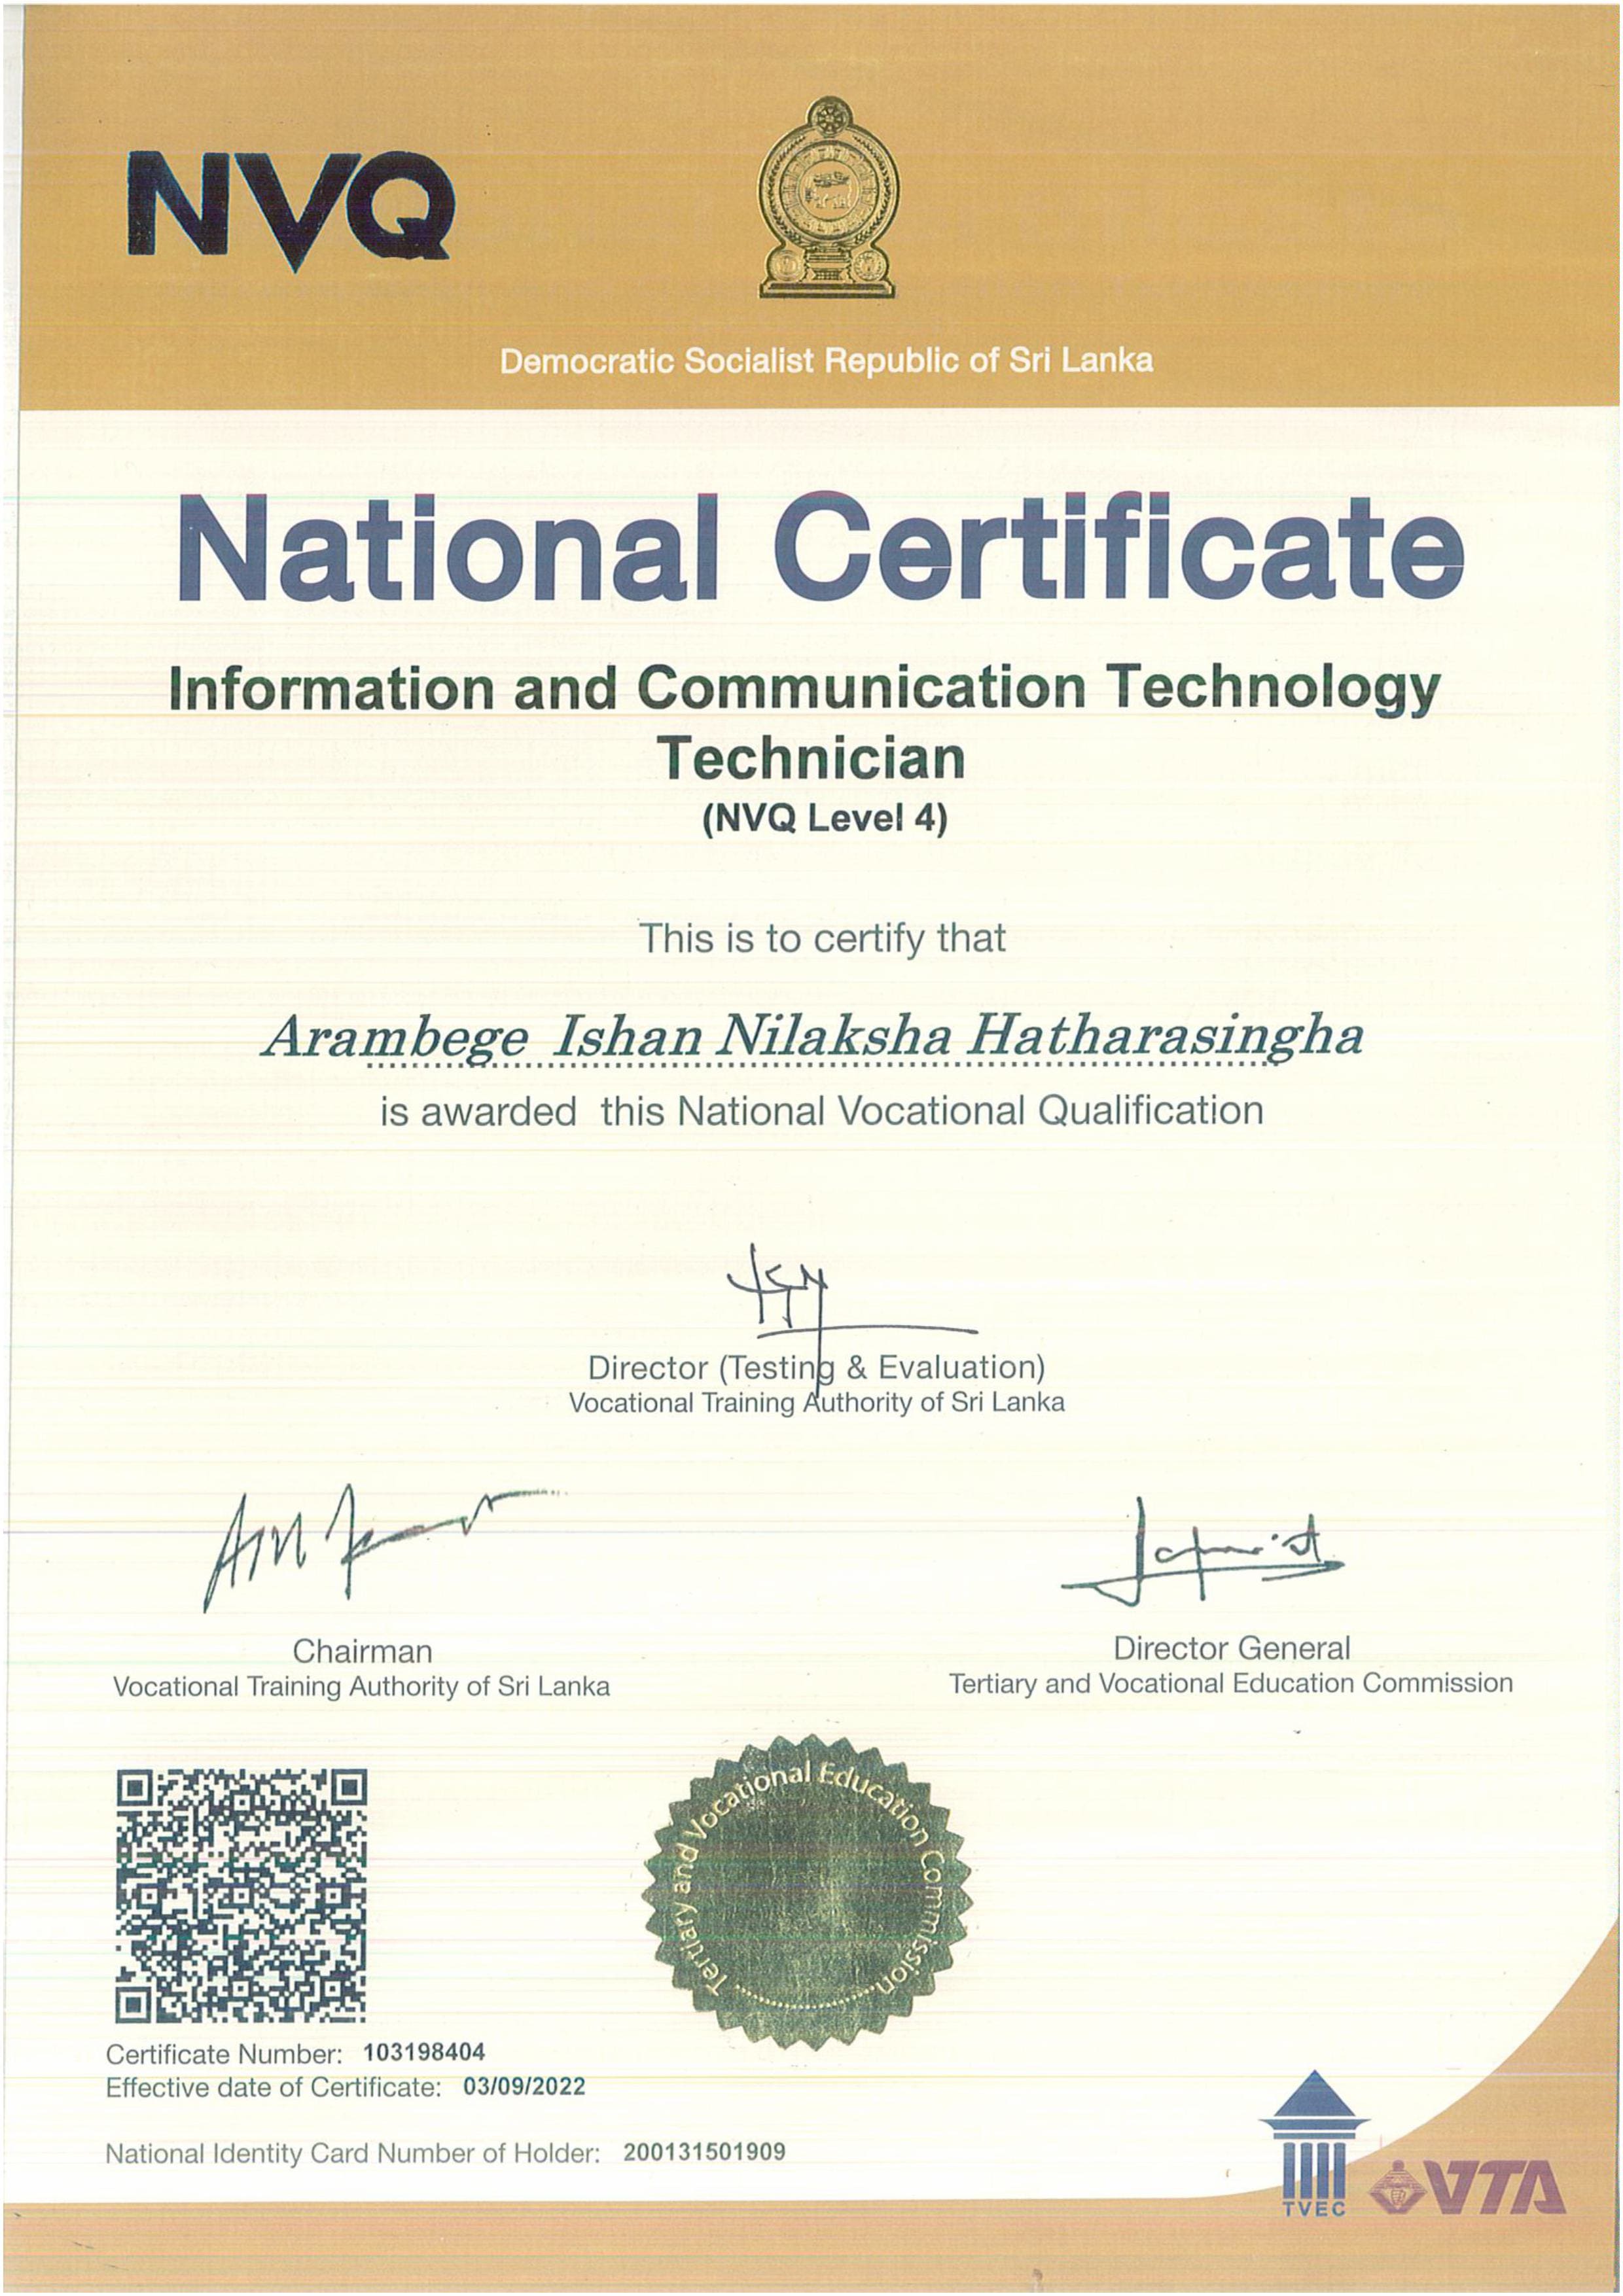 NVQ
Democratic Socialist Republic of Sri Lanka
National Certificate
Information and Communication Technology
Technician
(NVQ Level 4)
This is to certify that
Arambege Ishan Nilaksha Hatharasingha
is awarded this National Vocational Qualification
Director (Testing & Evaluation)
Vocational Training Authority of Sri Lanka
Chairman
Vocational Training Authority of Sri Lanka
Director General
Tertiary and Vocational Education Commission
Tertiary and Vocational Education Commission
Certificate Number: 103198404
Effective date of Certificate: 03/09/2022
National Identity Card Number of Holder: 200131501909
TVEC
VTA